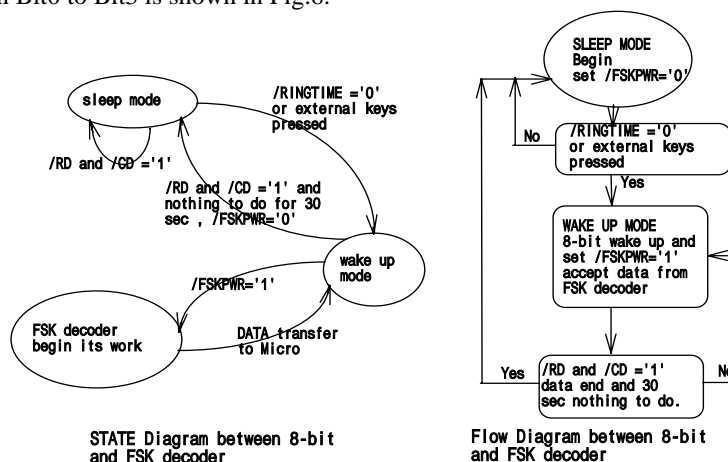 Bit0 to Bit3 is shown in Fig.6.
sleep mode
/RINGTIME ='0'
or external keys
pressed
/RD and /CD ='1'
/RD and /CD ='1' and
nothing to do for 30
sec , /FSKPWR='0'
wake up
mode
/FSKPWR='1'
FSK decoder
begin its work
DATA transfer
to Micro
STATE Diagram between 8-bit
and FSK decoder
SLEEP MODE
Begin
set /FSKPWR='0'
No
/RINGTIME ='0'
or external keys
pressed
Yes
WAKE UP MODE
8-bit wake up and
set /FSKPWR='1'
accept data from
FSK decoder
Yes
/RD and /CD ='1'
data end and 30
sec nothing to do.
Flow Diagram between 8-bit
and FSK decoder